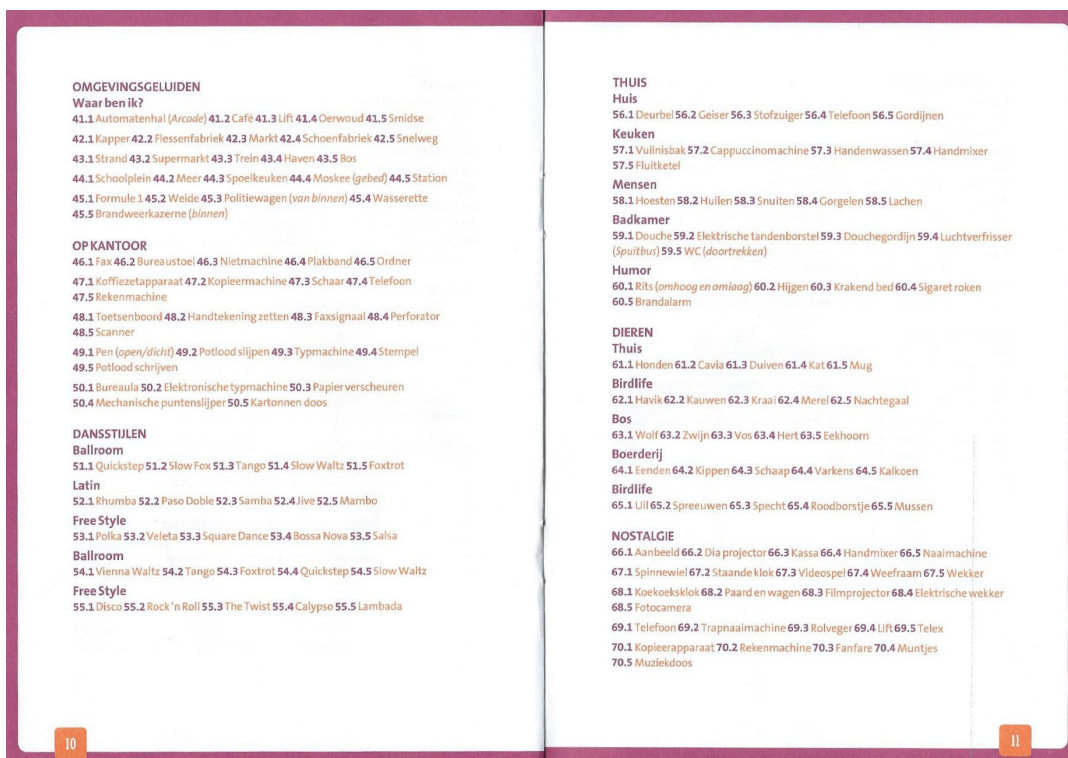 OMGEVINGSGELUIDEN
Waar ben ik?
41.1 Automatenhal (Arcade) 41.2 Café 41.3 Lift 41.4 Oerwoud 41.5 Smidse
42.1 Kapper 42.2 Flessenfabriek 42.3 Markt 42.4 Schoenfabriek 42.5 Snelweg
43.1 Strand 43.2 Supermarkt 43.3 Trein 43.4 Haven 43.5 Bos
44.1 Schoolplein 44.2 Meer 44.3 Spoelkeuken 44.4 Moskee (gebed) 44.5 Station
45.1 Formule 1 45.2 Weide 45.3 Politiewagen (van binnen) 45.4 Wasserette
45.5 Brandweerkazerne (binnen)
OP KANTOOR
46.1 Fax 46.2 Bureaustoel 46.3 Nietmachine 46.4 Plakband 46.5 Ordner
47.1 Koffiezetapparaat 47.2 Kopieermachine 47.3 Schaar 47.4 Telefoon
47.5 Rekenmachine
48.1 Toetsenboord 48.2 Handtekening zetten 48.3 Faxsignaal 48.4 Perforator
48.5 Scanner
49.1 Pen (open/dicht) 49.2 Potlood slijpen 49.3 Typmachine 49.4 Stempel
49.5 Potlood schrijven
50.1 Bureaula 50.2 Elektronische typmachine 50.3 Papier verscheuren
50.4 Mechanische puntenslijper 50.5 Kartonnen doos
DANSSTIJLEN
Ballroom
51.1 Quickstep 51.2 Slow Fox 51.3 Tango 51.4 Slow Waltz 51.5 Foxtrot
Latin
52.1 Rhumba 52.2 Paso Doble 52.3 Samba 52.4 Jive 52.5 Mambo
Free Style
53.1 Polka 53.2 Veleta 53.3 Square Dance 53.4 Bossa Nova 53.5 Salsa
Ballroom
54.1 Vienna Waltz 54.2 Tango 54.3 Foxtrot 54.4 Quickstep 54.5 Slow Waltz
Free Style
55.1 Disco 55.2 Rock 'n Roll 55.3 The Twist 55.4 Calypso 55.5 Lambada
10
THUIS
Huis
56.1 Deurbel 56.2 Geiser 56.3 Stofzuiger 56.4 Telefoon 56.5 Gordijnen
Keuken
57.1 Vuilnisbak 57.2 Cappuccinomachine 57.3 Handenwassen 57.4 Handmixer
57.5 Fluitketel
Mensen
58.1 Hoesten 58.2 Huilen 58.3 Snuiten 58.4 Gorgelen 58.5 Lachen
Badkamer
59.1 Douche 59.2 Elektrische tandenborstel 59.3 Douchegordijn 59.4 Luchtverfrisser
(Spuitbus) 59.5 WC (doortrekken)
Humor
60.1 Rits (omhoog en omlaag) 60.2 Hijgen 60.3 Krakend bed 60.4 Sigaret roken
60.5 Brandalarm
DIEREN
Thuis
61.1 Honden 61.2 Cavia 61.3 Duiven 61.4 Kat 61.5 Mug
Birdlife
62.1 Havik 62.2 Kauwen 62.3 Kraai 62.4 Merel 62.5 Nachtegaal
Bos
63.1 Wolf 63.2 Zwijn 63.3 Vos 63.4 Hert 63.5 Eekhoorn
Boerderij
64.1 Eenden 64.2 Kippen 64.3 Schaap 64.4 Varkens 64.5 Kalkoen
Birdlife
65.1 Uil 65.2 Spreeuwen 65.3 Specht 65.4 Roodborstje 65.5 Mussen
NOSTALGIE
66.1 Aanbeeld 66.2 Dia projector 66.3 Kassa 66.4 Handmixer 66.5 Naaimachine
67.1 Spinnewiel 67.2 Staande klok 67.3 Videospel 67.4 Weefraam 67.5 Wekker
68.1 Koekoeksklok 68.2 Paard en wagen 68.3 Filmprojector 68.4 Elektrische wekker
68.5 Fotocamera
69.1 Telefoon 69.2 Trapnaaimachine 69.3 Rolveger 69.4 Lift 69.5 Telex
70.1 Kopieerapparaat 70.2 Rekenmachine 70.3 Fanfare 70.4 Muntjes
70.5 Muziekdoos
11